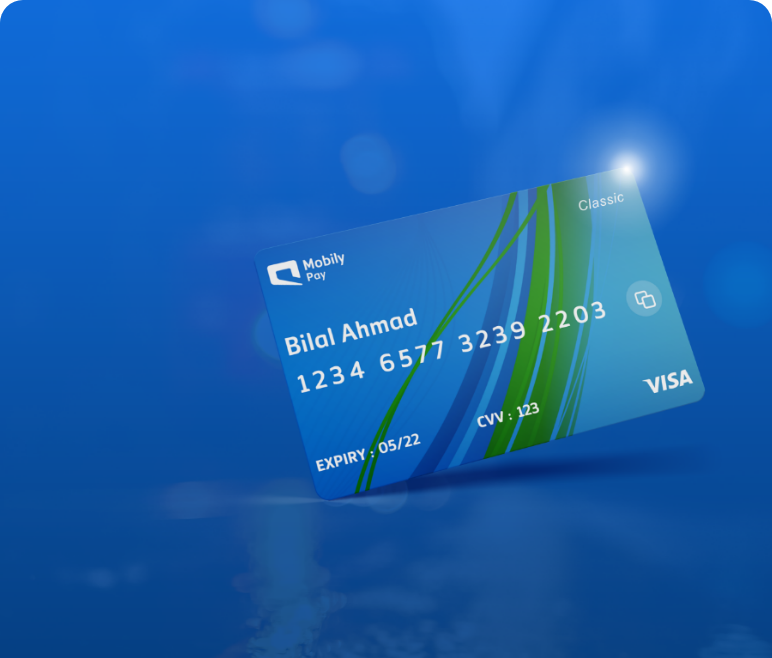 Classic
Mobily
Pay
Bilal Ahmad
1234 6577 3239 2203
VISA
CVV : 123
EXPIRY : 05/22